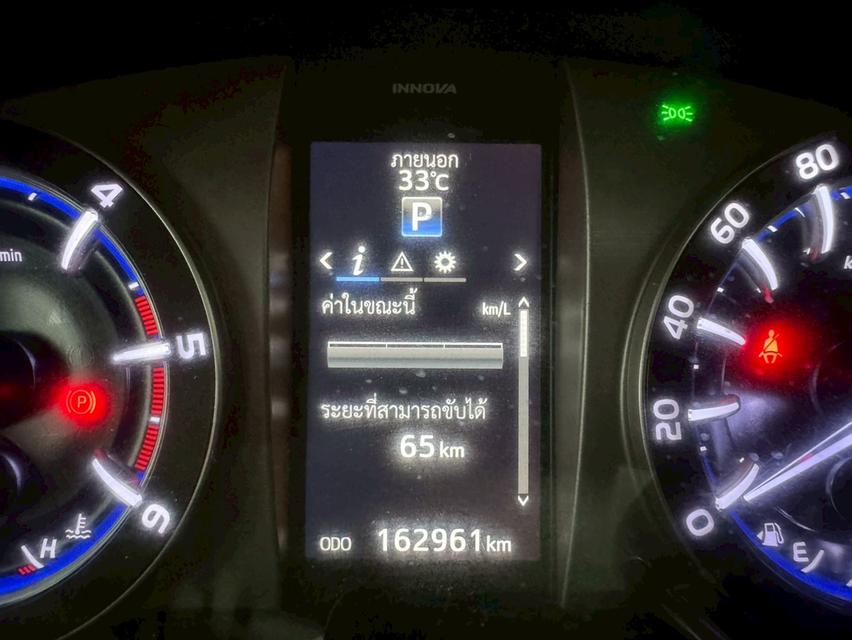 INNOVA
ภายนอก
33°C
P
ค่าในขณะนี้ km/L
ระยะที่สามารถขับได้
65 km
ODO 162961 km
min
4
5
6
H
P
80
60
40
20
0
E